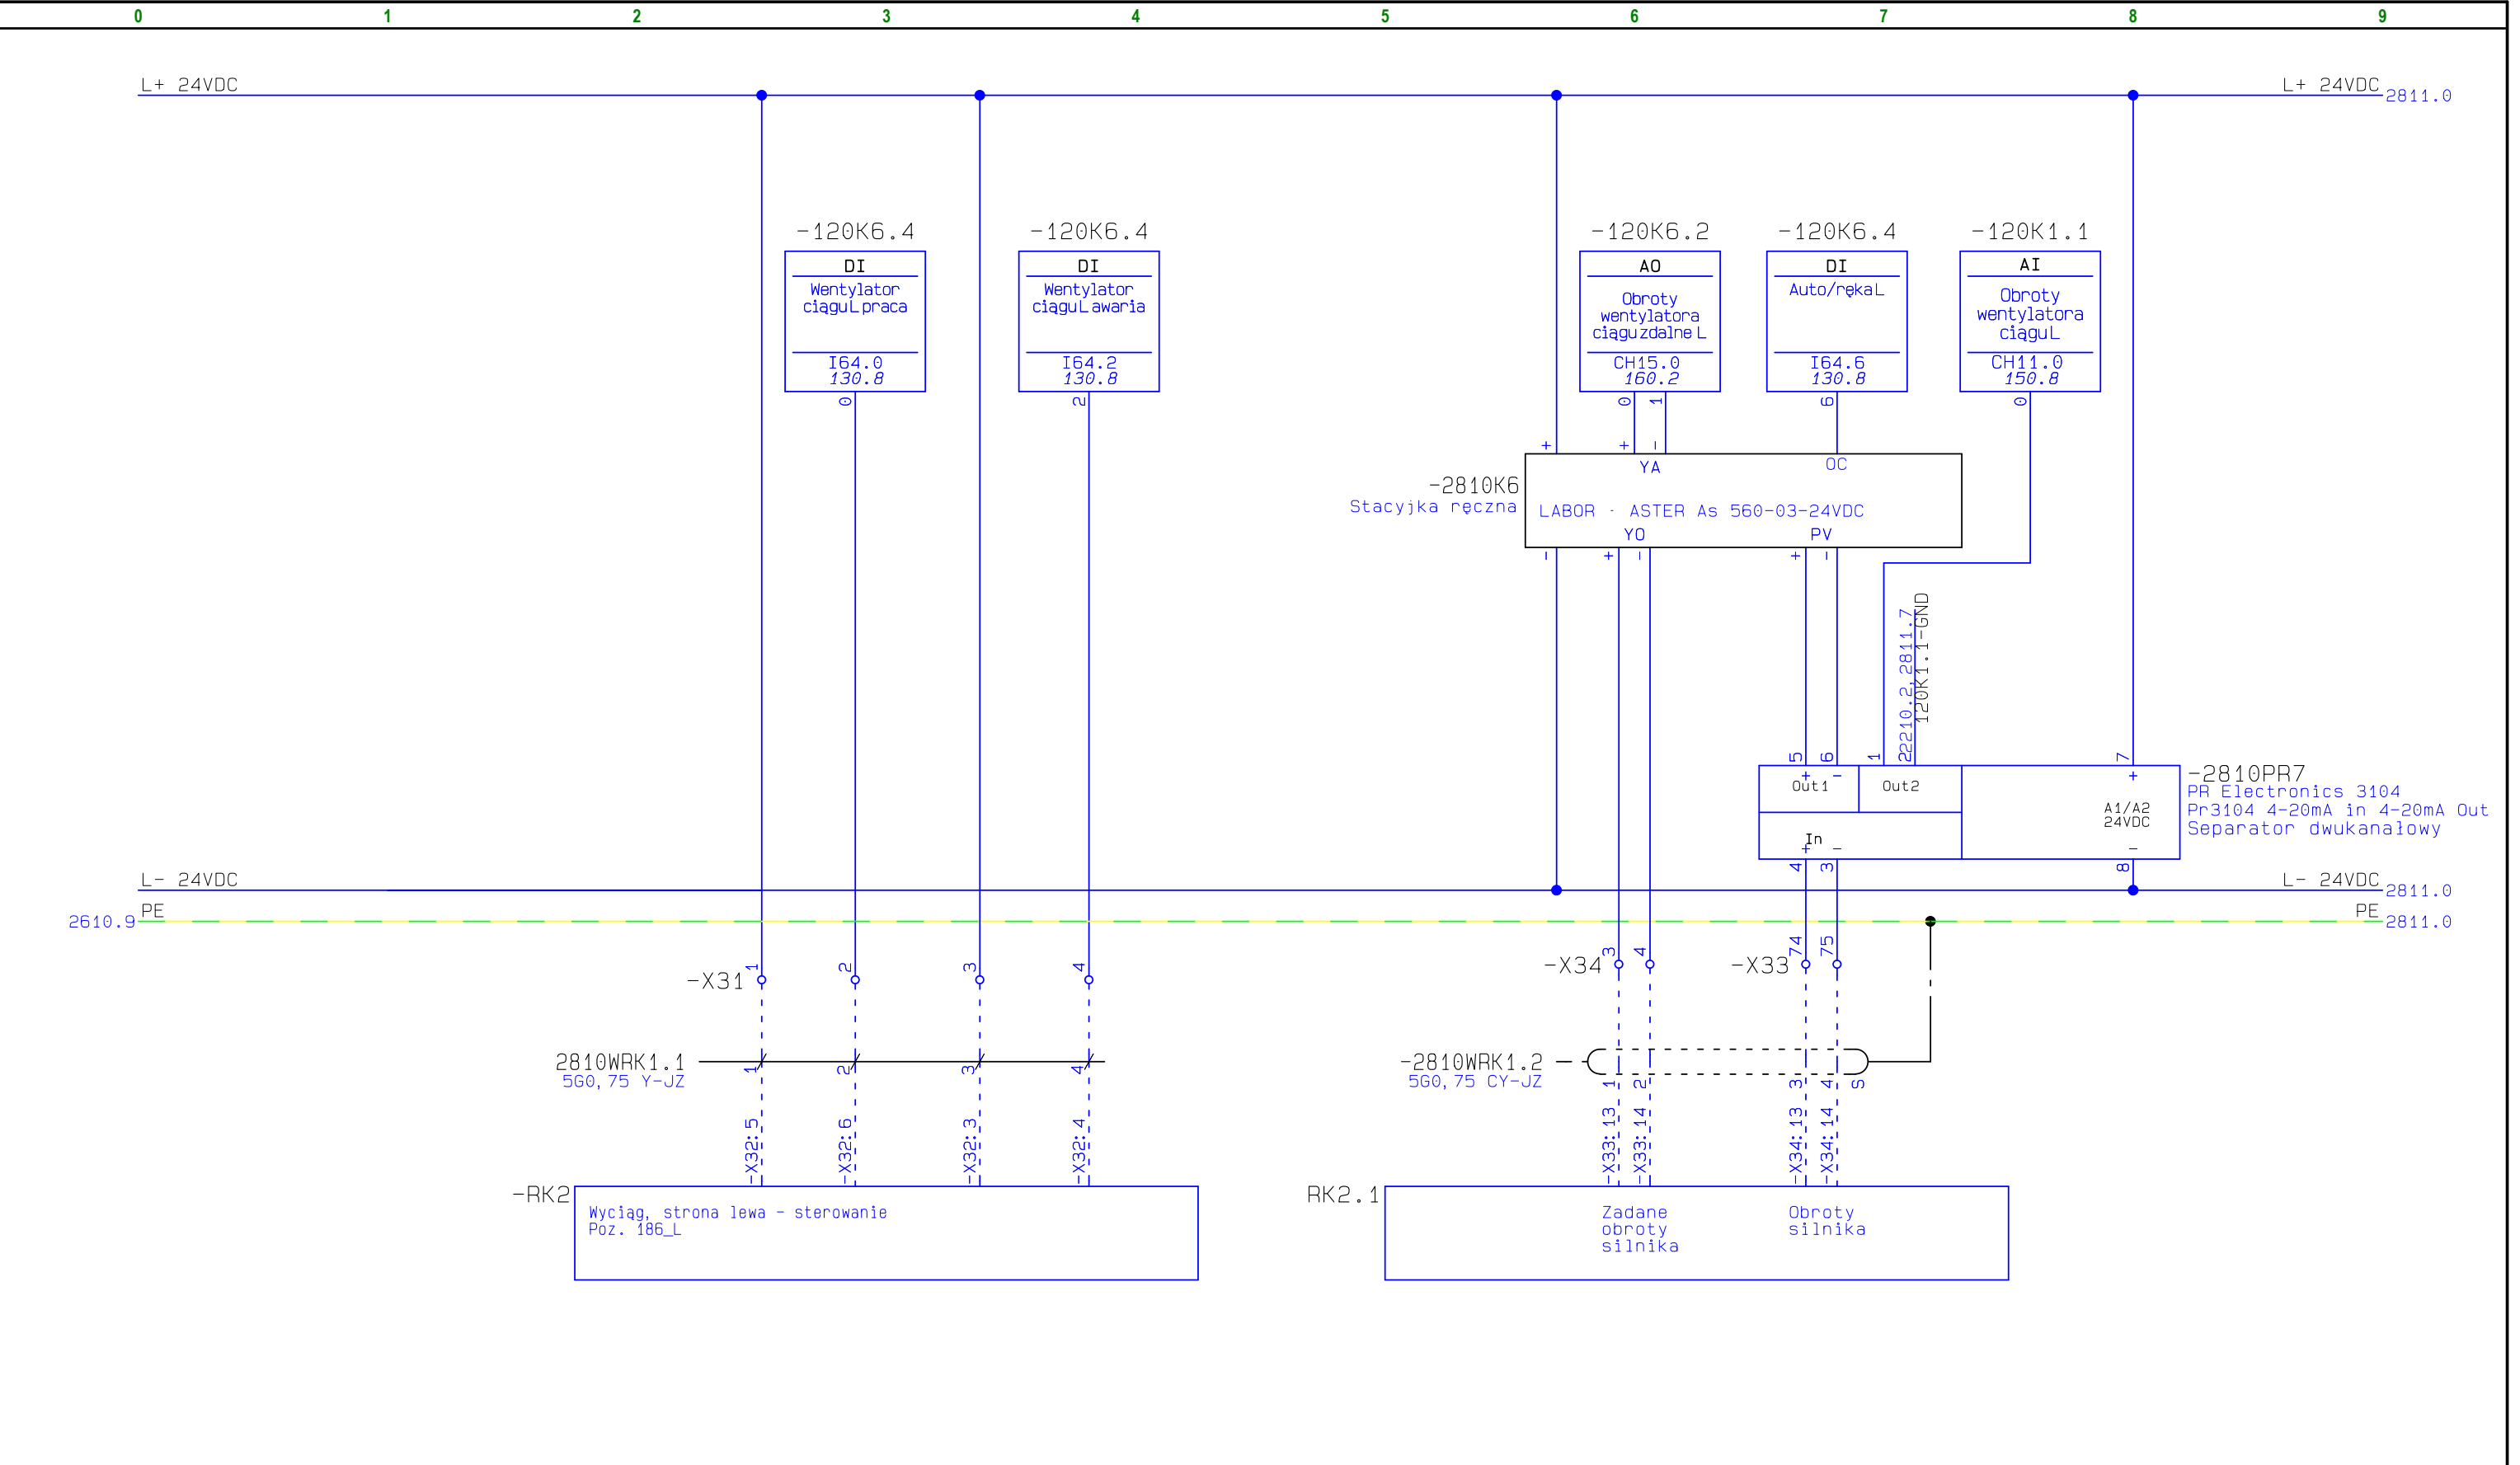 0 1 2 3 4 5 6 7 8 9
L+ 24VDC
L+ 24VDC
2811.0
-120K6.4
DI
Wentylator
ciągu L praca
I64.0
130.8
0
-120K6.4
DI
Wentylator
ciągu L awaria
I64.2
130.8
2
-120K6.2
AO
Obroty
wentylatora
ciągu zdalne L
CH15.0
160.2
0 1
-120K6.4
DI
Auto/ręka L
I64.6
130.8
6
-120K1.1
AI
Obroty
wentylatora
ciągu L
CH11.0
150.8
0
+ + -
YA OC
-2810K6
Stacyjka ręczna
LABOR - ASTER As 560-03-24VDC
YO PV
- + - + -
2210.2,2811.7
120K1.1-GND
5 6 1 2 7
+ - +
Out1 Out2
A1/A2
24VDC
In
+ - -
4 3 8
-2810PR7
PR Electronics 3104
Pr3104 4-20mA in 4-20mA Out
Separator dwukanałowy
L- 24VDC
L- 24VDC
2811.0
2610.9
PE
PE
2811.0
-X31
1 2 3 4
-X34
3 4
-X33
74 75
2810WRK1.1
5G0,75 Y-JZ
1 2 3 4
-2810WRK1.2
5G0,75 CY-JZ
1 2 3 4 S
-X32:5 -X32:6 -X32:3 -X32:4
-X33:13 -X33:14 -X34:13 -X34:14
-RK2
Wyciąg, strona lewa - sterowanie
Poz. 186_L
RK2.1
Zadane
obroty
silnika
Obroty
silnika